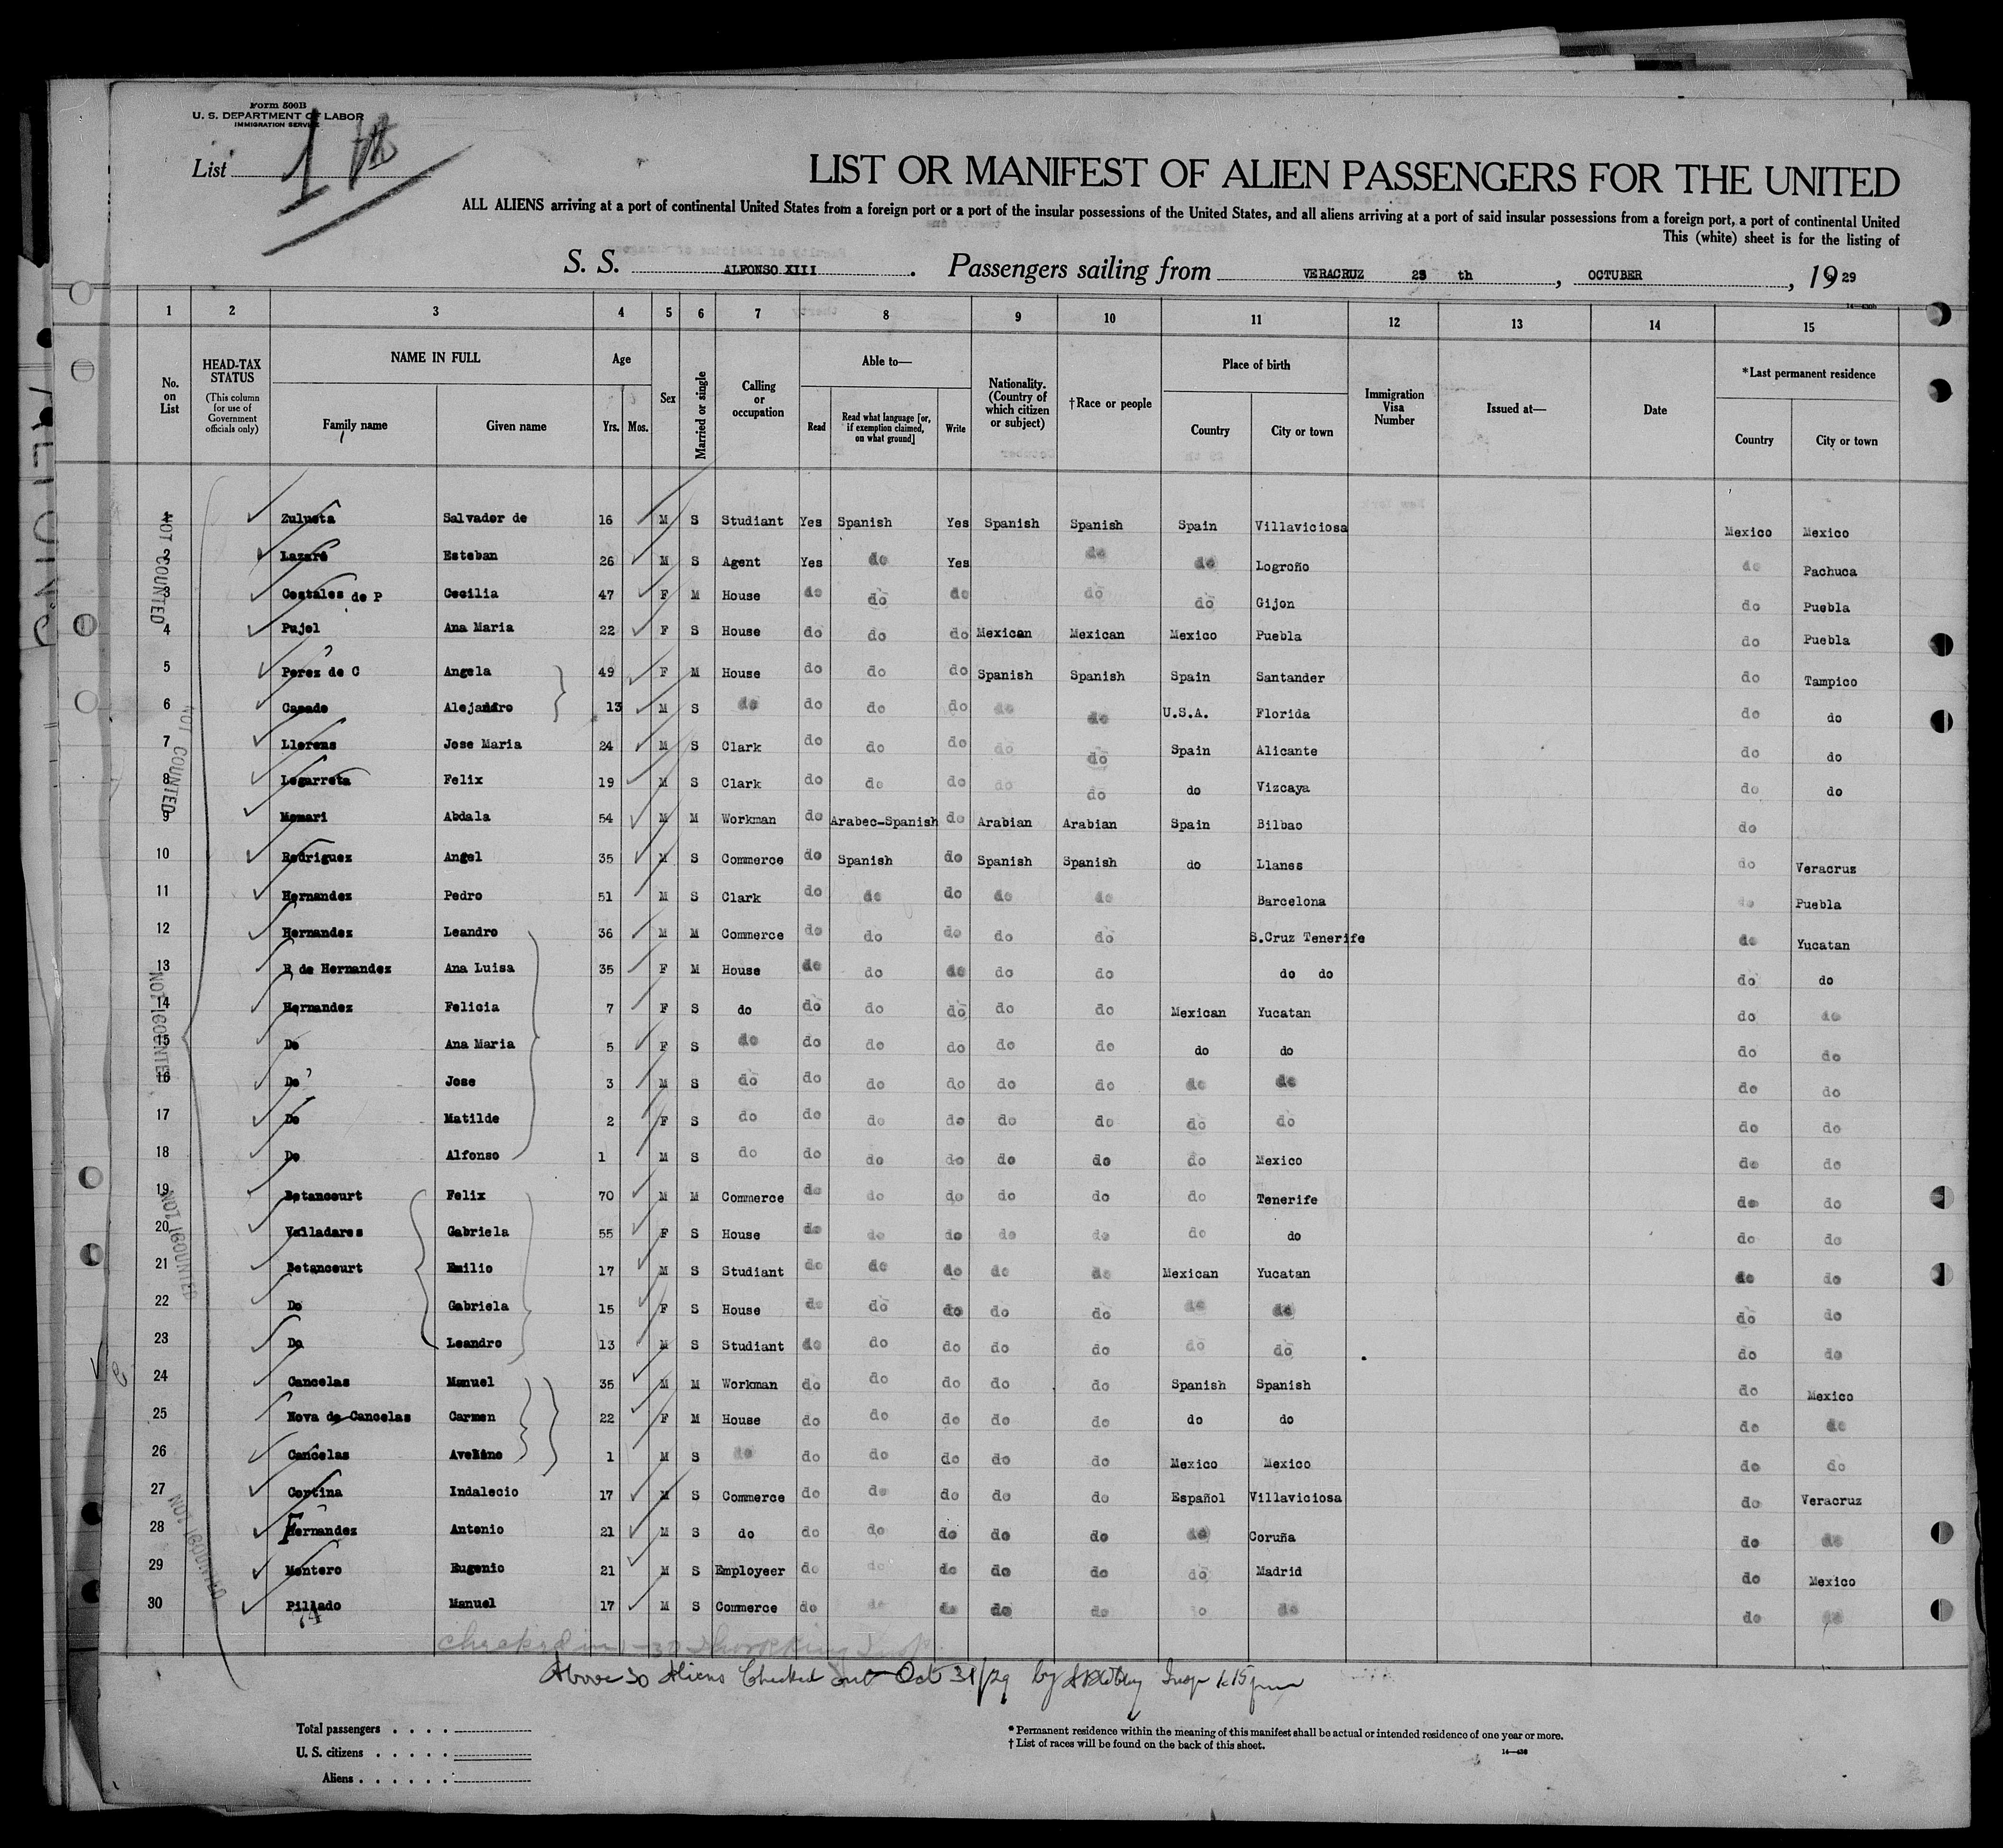 Form 500B
U. S. DEPARTMENT OF LABOR
IMMIGRATION SERVICE
List 1
LIST OR MANIFEST OF ALIEN PASSENGERS FOR THE UNITED
ALL ALIENS arriving at a port of continental United States from a foreign port or a port of the insular possessions of the United States, and all aliens arriving at a port of said insular possessions from a foreign port, a port of continental United
This (white) sheet is for the listing of
S. S. ALFONSO XIII . Passengers sailing from VERACRUZ th , OCTUBER , 19 29
1 2 3 4 5 6 7 8 9 10 11 12 13 14 15
No. on List HEAD-TAX STATUS (This column for use of Government officials only) NAME IN FULL Family name Given name Age Yrs. Mos. Sex Married or single Calling or occupation Able to— Read Read what language [or, if exemption claimed, on what ground] Write Nationality. (Country of which citizen or subject) †Race or people Place of birth Country City or town Immigration Visa Number Issued at— Date *Last permanent residence Country City or town
1 Zulueta Salvador de 16 M S Studiant Yes Spanish Yes Spanish Spanish Spain Villaviciosa Mexico Mexico
2 Lazaro Esteban 26 M S Agent Yes do Yes do do Logroño do Pachuca
3 Costales de P Cecilia 47 F M House do do do do do Gijon do Puebla
4 Pujol Ana Maria 22 F S House do do do Mexican Mexican Mexico Puebla do Puebla
5 Perez de C Angela 49 F M House do do do Spanish Spanish Spain Santander do Tampico
6 Casado Alejandro 13 M S do do do do do do U.S.A. Florida do do
7 Llorens Jose Maria 24 M S Clark do do do do do Spain Alicante do do
8 Legarreta Felix 19 M S Clark do do do do do do Vizcaya do do
9 Momari Abdala 54 M M Workman do Arabec-Spanish do Arabian Arabian Spain Bilbao do
10 Rodriguez Angel 35 M S Commerce do Spanish do Spanish Spanish do Llanes do Veracruz
11 Hernandez Pedro 51 M S Clark do do do do do Barcelona do Puebla
12 Hernandez Leandro 36 M M Commerce do do do do do S.Cruz Tenerife do Yucatan
13 R de Hernandez Ana Luisa 35 F M House do do do do do do do do do
14 Hernandez Felicia 7 F S do do do do do do Mexican Yucatan do do
15 Do Ana Maria 5 F S do do do do do do do do do do
16 Do Jose 3 M S do do do do do do do do do do
17 Do Matilde 2 F S do do do do do do do do do do
18 Do Alfonso 1 M S do do do do do do do Mexico do do
19 Betancourt Felix 70 M M Commerce do do do do do do Tenerife do do
20 Valladares Gabriela 55 F S House do do do do do do do do do
21 Betancourt Emilio 17 M S Studiant do do do do do Mexican Yucatan do do
22 Do Gabriela 15 F S House do do do do do do do do do
23 Do Leandro 13 M S Studiant do do do do do do do do do
24 Cancelas Manuel 35 M M Workman do do do do do Spanish Spanish do Mexico
25 Nova de Cancelas Carmen 22 F M House do do do do do do do do do
26 Cancelas Avelino 1 M S do do do do do do Mexico Mexico do do
27 Cortina Indalecio 17 M S Commerce do do do do do Español Villaviciosa do Veracruz
28 Fernandez Antonio 21 M S do do do do do do do Coruña do do
29 Montero Eugenio 21 M S Employeer do do do do do do Madrid do Mexico
30 Pillado Manuel 17 M S Commerce do do do do do do do do do
74
NOT COUNTED
NOT COUNTED
NOT COUNTED
NOT COUNTED
NOT COUNTED
Above 30 Aliens Checked out Oct 31/29 by Insp 1:15 pm
Total passengers . . . .
U. S. citizens . . . . .
Aliens . . . . . .
* Permanent residence within the meaning of this manifest shall be actual or intended residence of one year or more.
† List of races will be found on the back of this sheet.
14—430